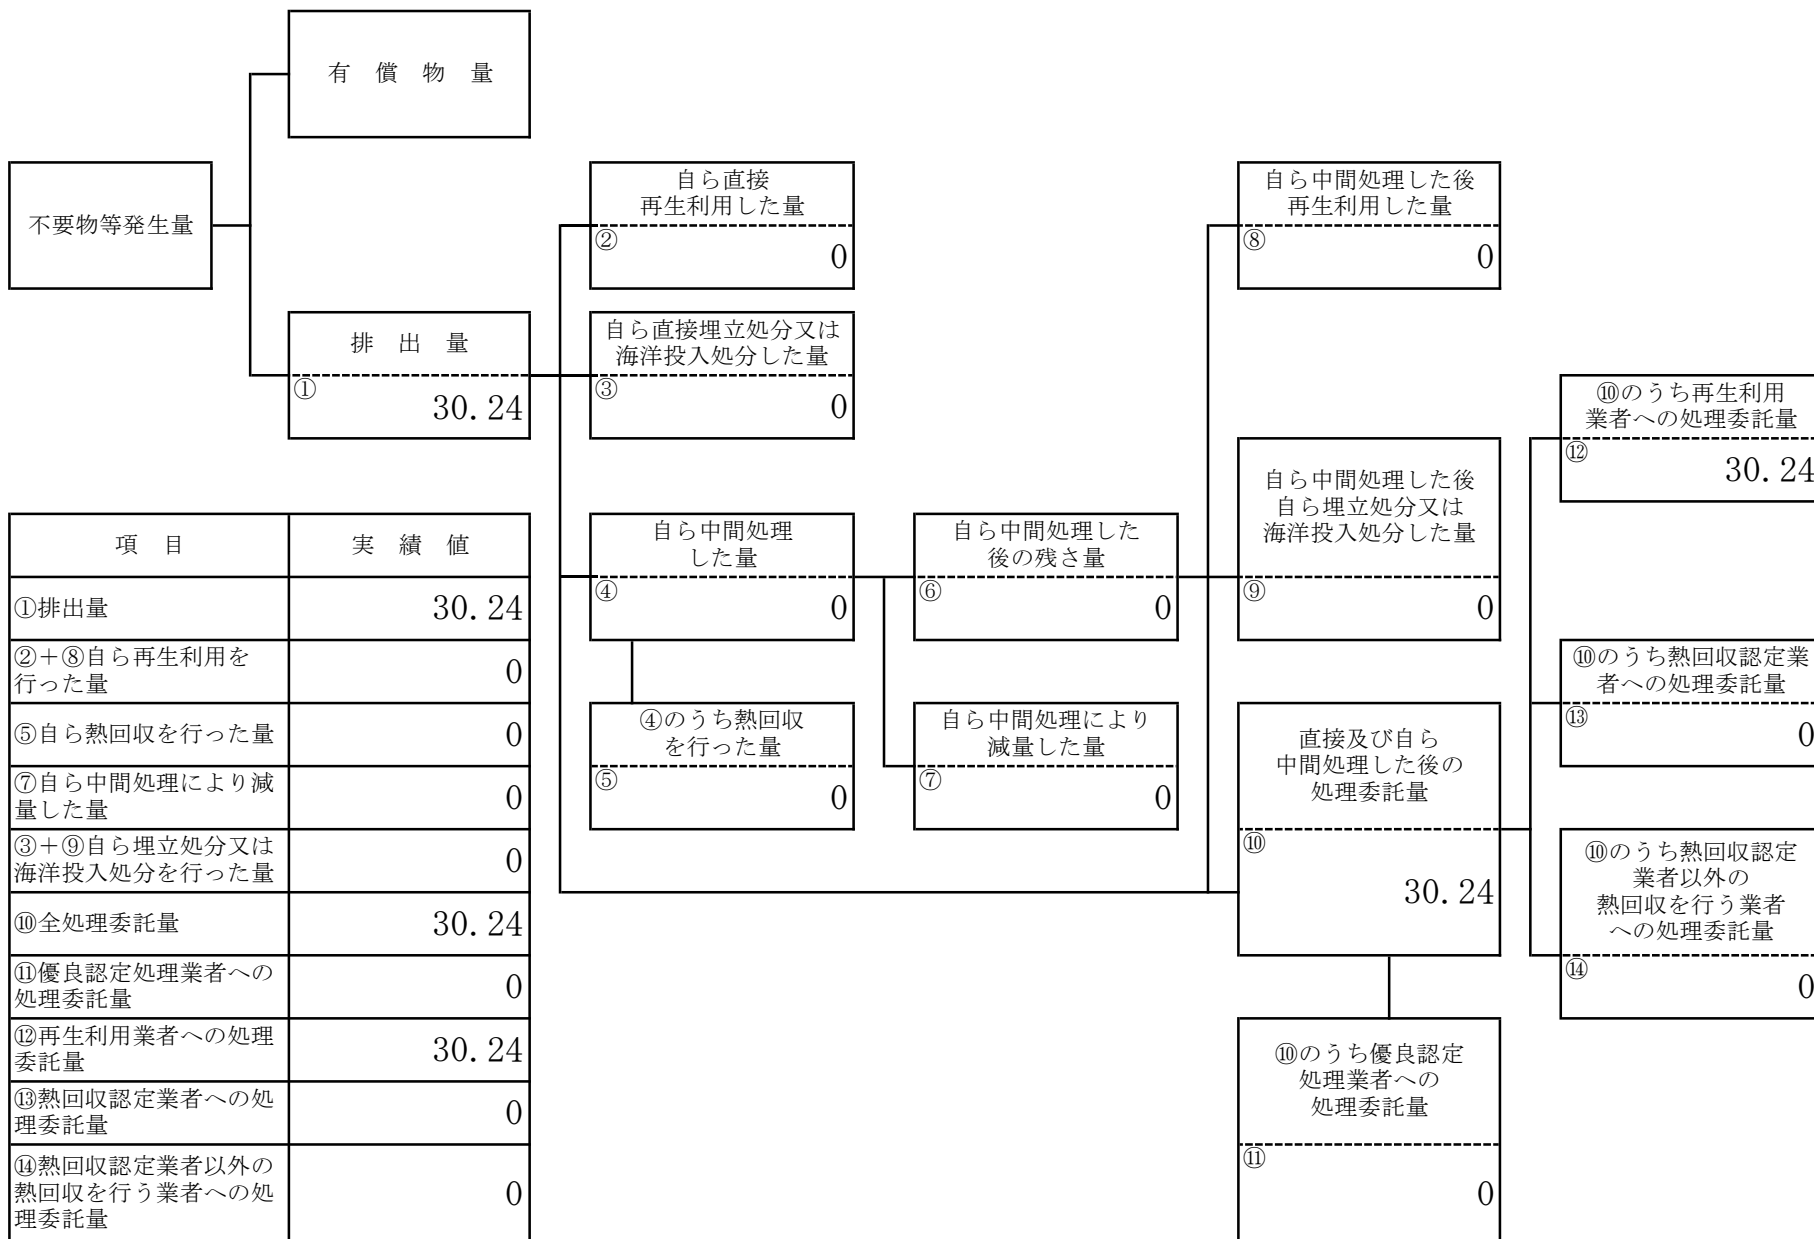 有 償 物 量
不要物等発生量
排 出 量
①
30.24
自ら直接
再生利用した量
②
0
自ら直接埋立処分又は
海洋投入処分した量
③
0
自ら中間処理
した量
④
0
④のうち熱回収
を行った量
⑤
0
自ら中間処理した
後の残さ量
⑥
0
自ら中間処理により
減量した量
⑦
0
自ら中間処理した後
再生利用した量
⑧
0
自ら中間処理した後
自ら埋立処分又は
海洋投入処分した量
⑨
0
直接及び自ら
中間処理した後の
処理委託量
⑩
30.24
⑩のうち優良認定
処理業者への
処理委託量
⑪
0
⑩のうち再生利用
業者への処理委託量
⑫
30.24
⑩のうち熱回収認定業
者への処理委託量
⑬
0
⑩のうち熱回収認定
業者以外の
熱回収を行う業者
への処理委託量
⑭
0
項 目 実 績 値
①排出量 30.24
②+⑧自ら再生利用を
行った量 0
⑤自ら熱回収を行った量 0
⑦自ら中間処理により減
量した量 0
③+⑨自ら埋立処分又は
海洋投入処分を行った量 0
⑩全処理委託量 30.24
⑪優良認定処理業者への
処理委託量 0
⑫再生利用業者への処理
委託量 30.24
⑬熱回収認定業者への処
理委託量 0
⑭熱回収認定業者以外の
熱回収を行う業者への処
理委託量 0